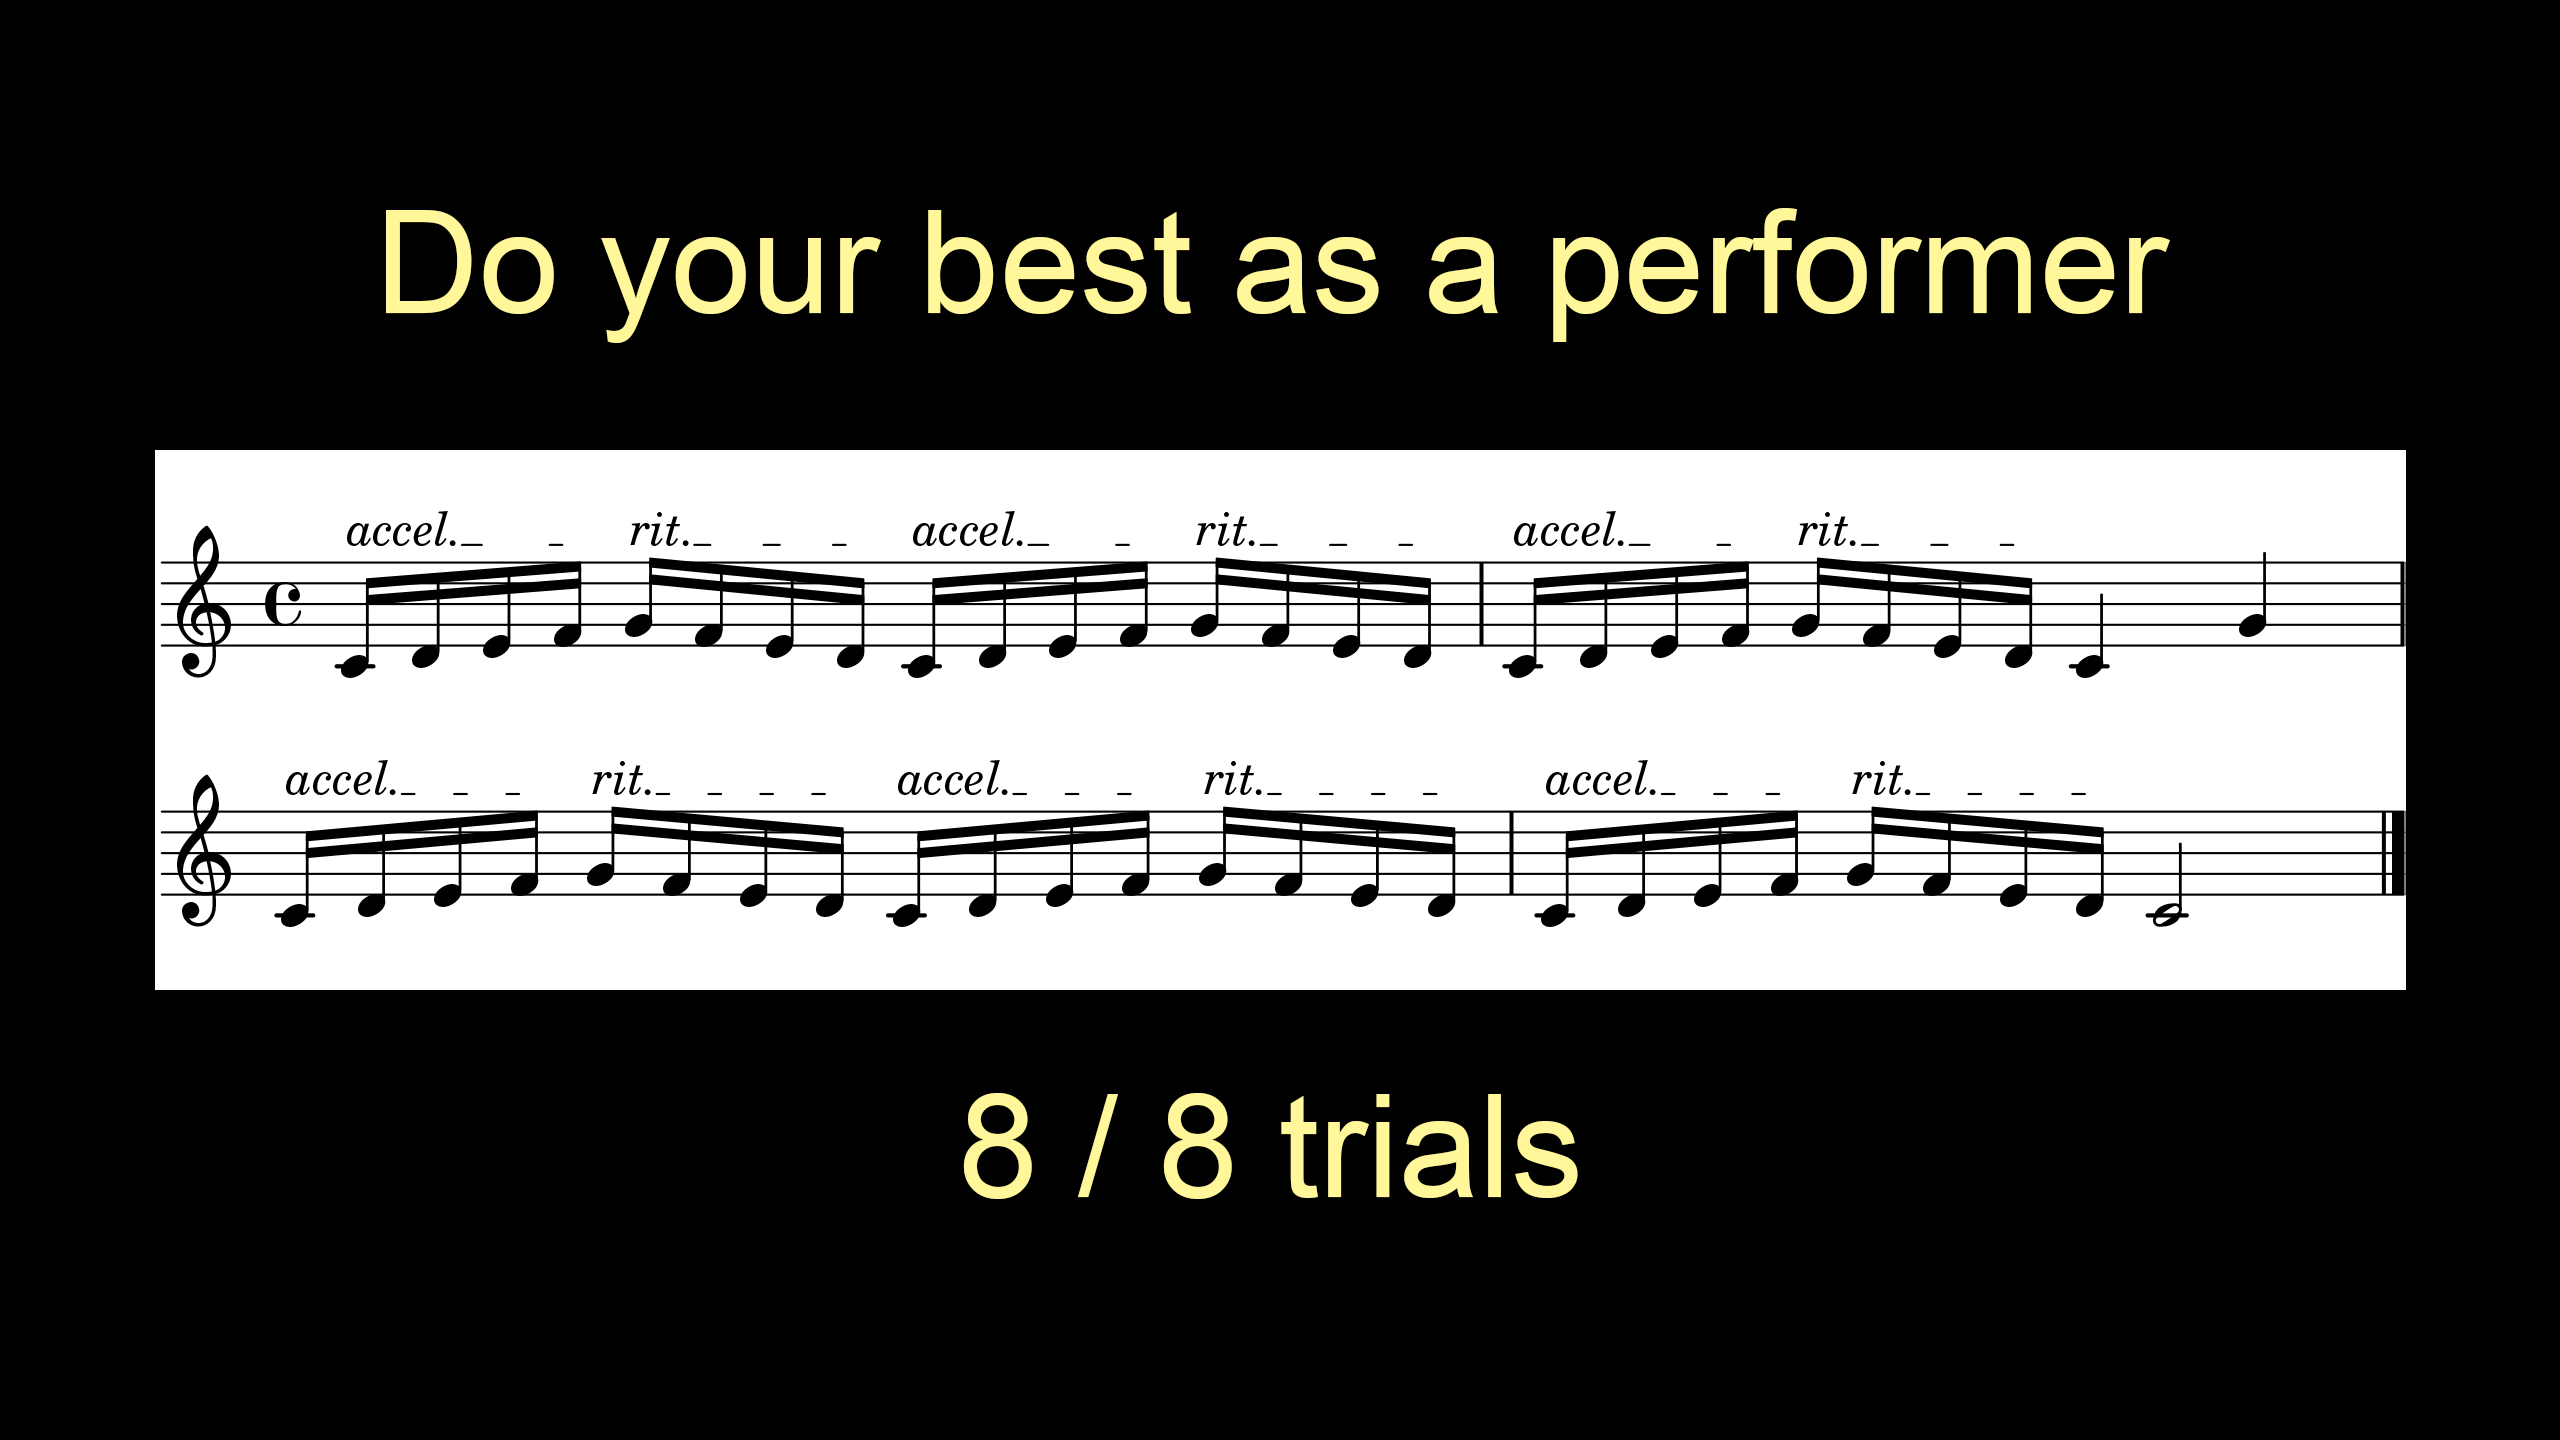 Do your best as a performer
accel. rit. accel. rit. accel. rit.
accel. rit. accel. rit. accel. rit.
8 / 8 trials